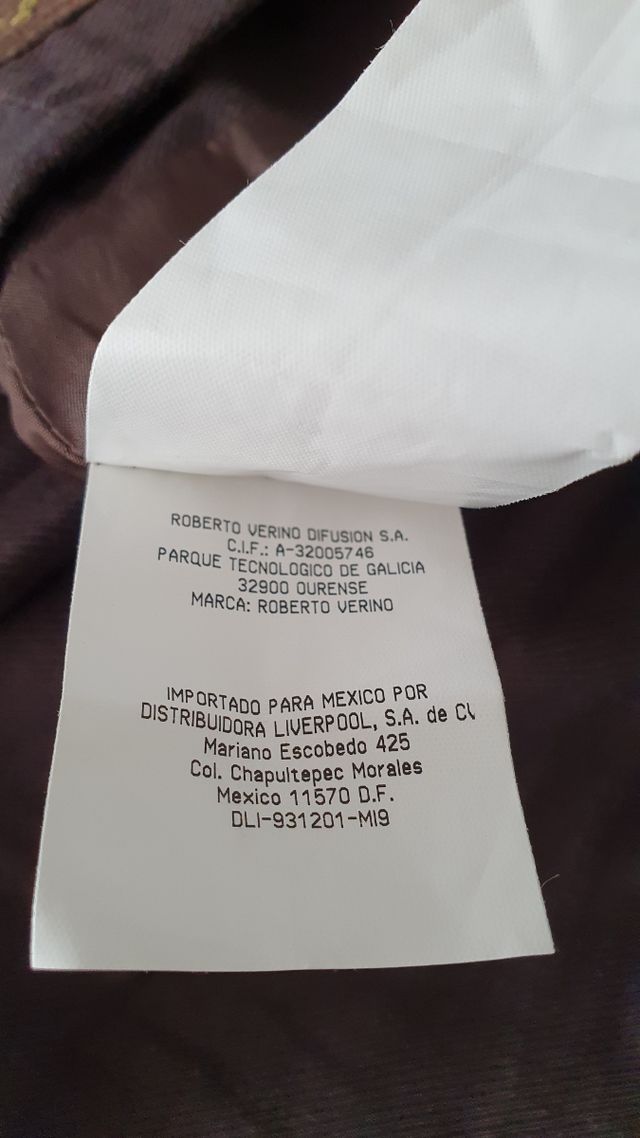 ROBERTO VERINO DIFUSION S.A.
C.I.F.: A-32005746
PARQUE TECNOLOGICO DE GALICIA
32900 OURENSE
MARCA: ROBERTO VERINO
IMPORTADO PARA MEXICO POR
DISTRIBUIDORA LIVERPOOL, S.A. de
Mariano Escobedo 425
Col. Chapultepec Morales
Mexico 11570 D.F.
DLI-931201-MI9